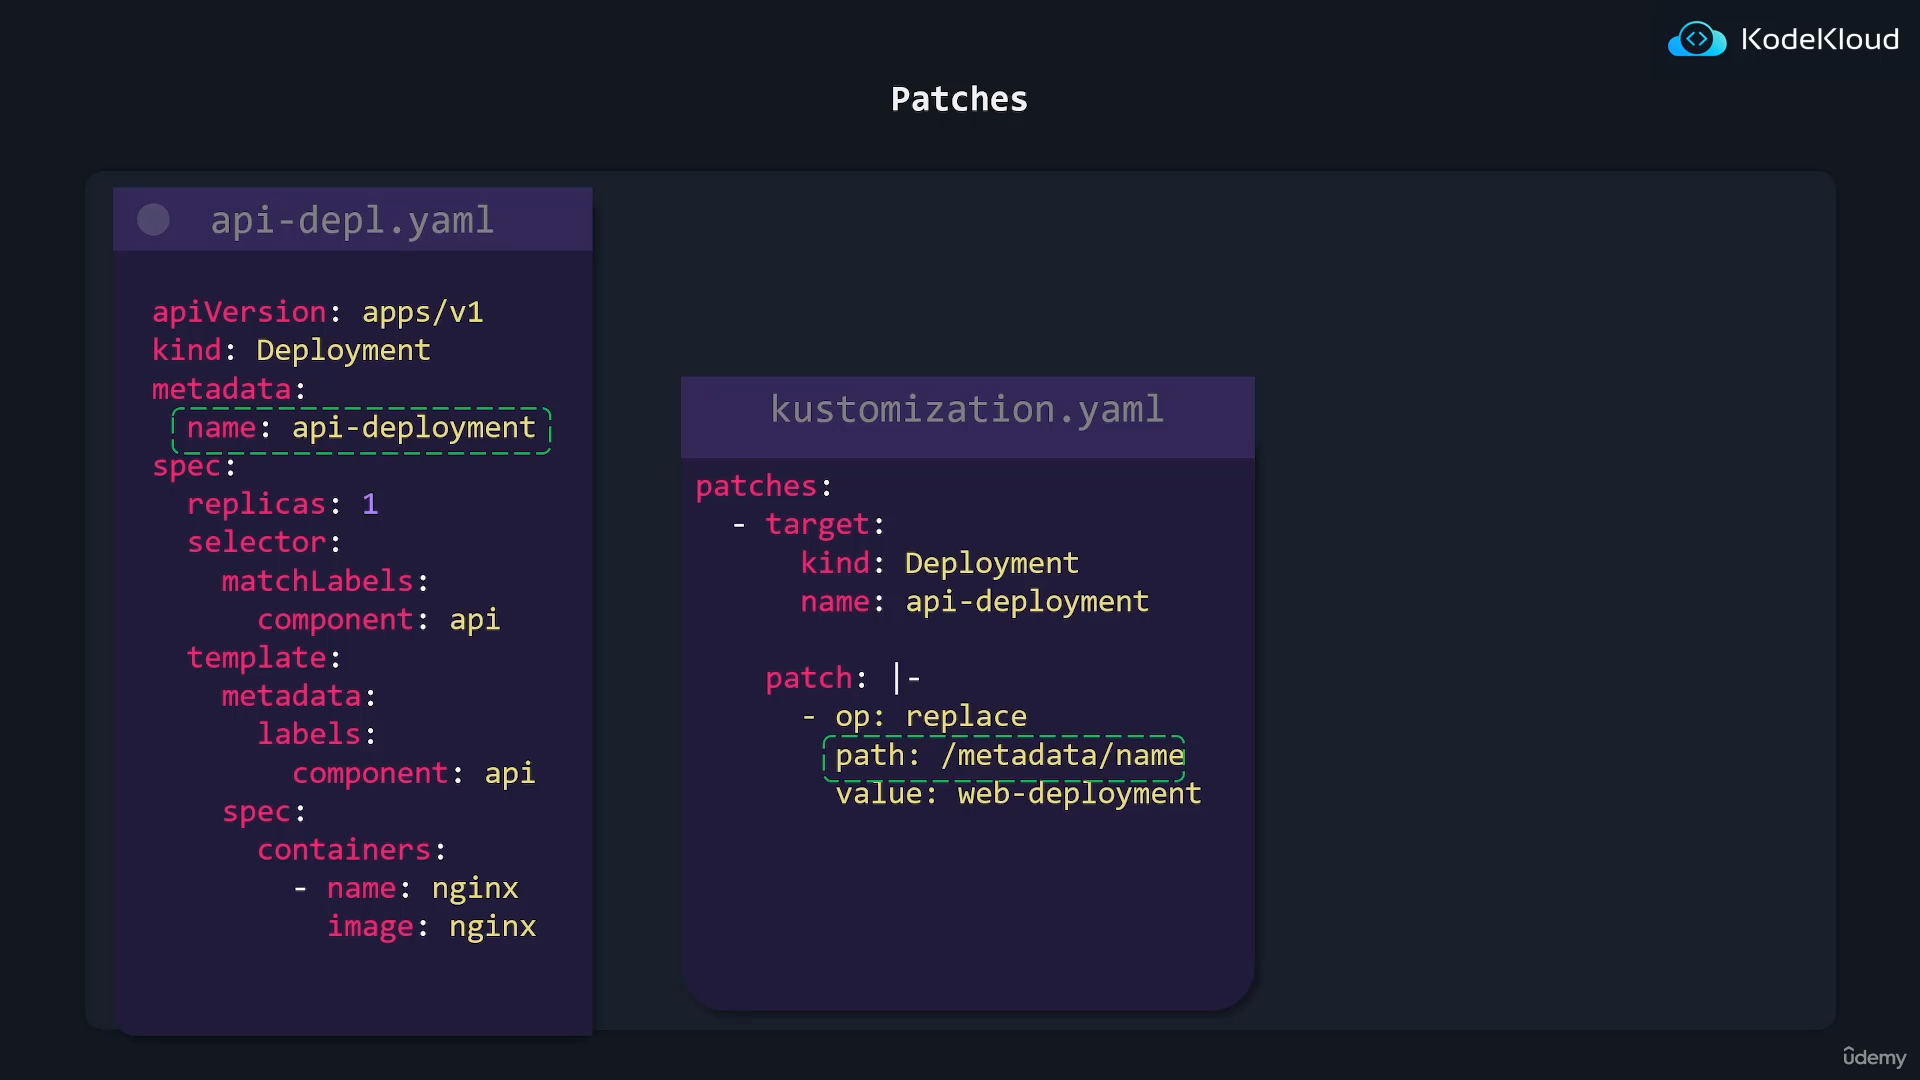 KodeKloud
Patches
api-depl.yaml
apiVersion: apps/v1
kind: Deployment
metadata:
  name: api-deployment
spec:
  replicas: 1
  selector:
    matchLabels:
      component: api
  template:
    metadata:
      labels:
        component: api
    spec:
      containers:
        - name: nginx
          image: nginx
kustomization.yaml
patches:
  - target:
      kind: Deployment
      name: api-deployment
    patch: |-
      - op: replace
        path: /metadata/name
        value: web-deployment
ûdemy